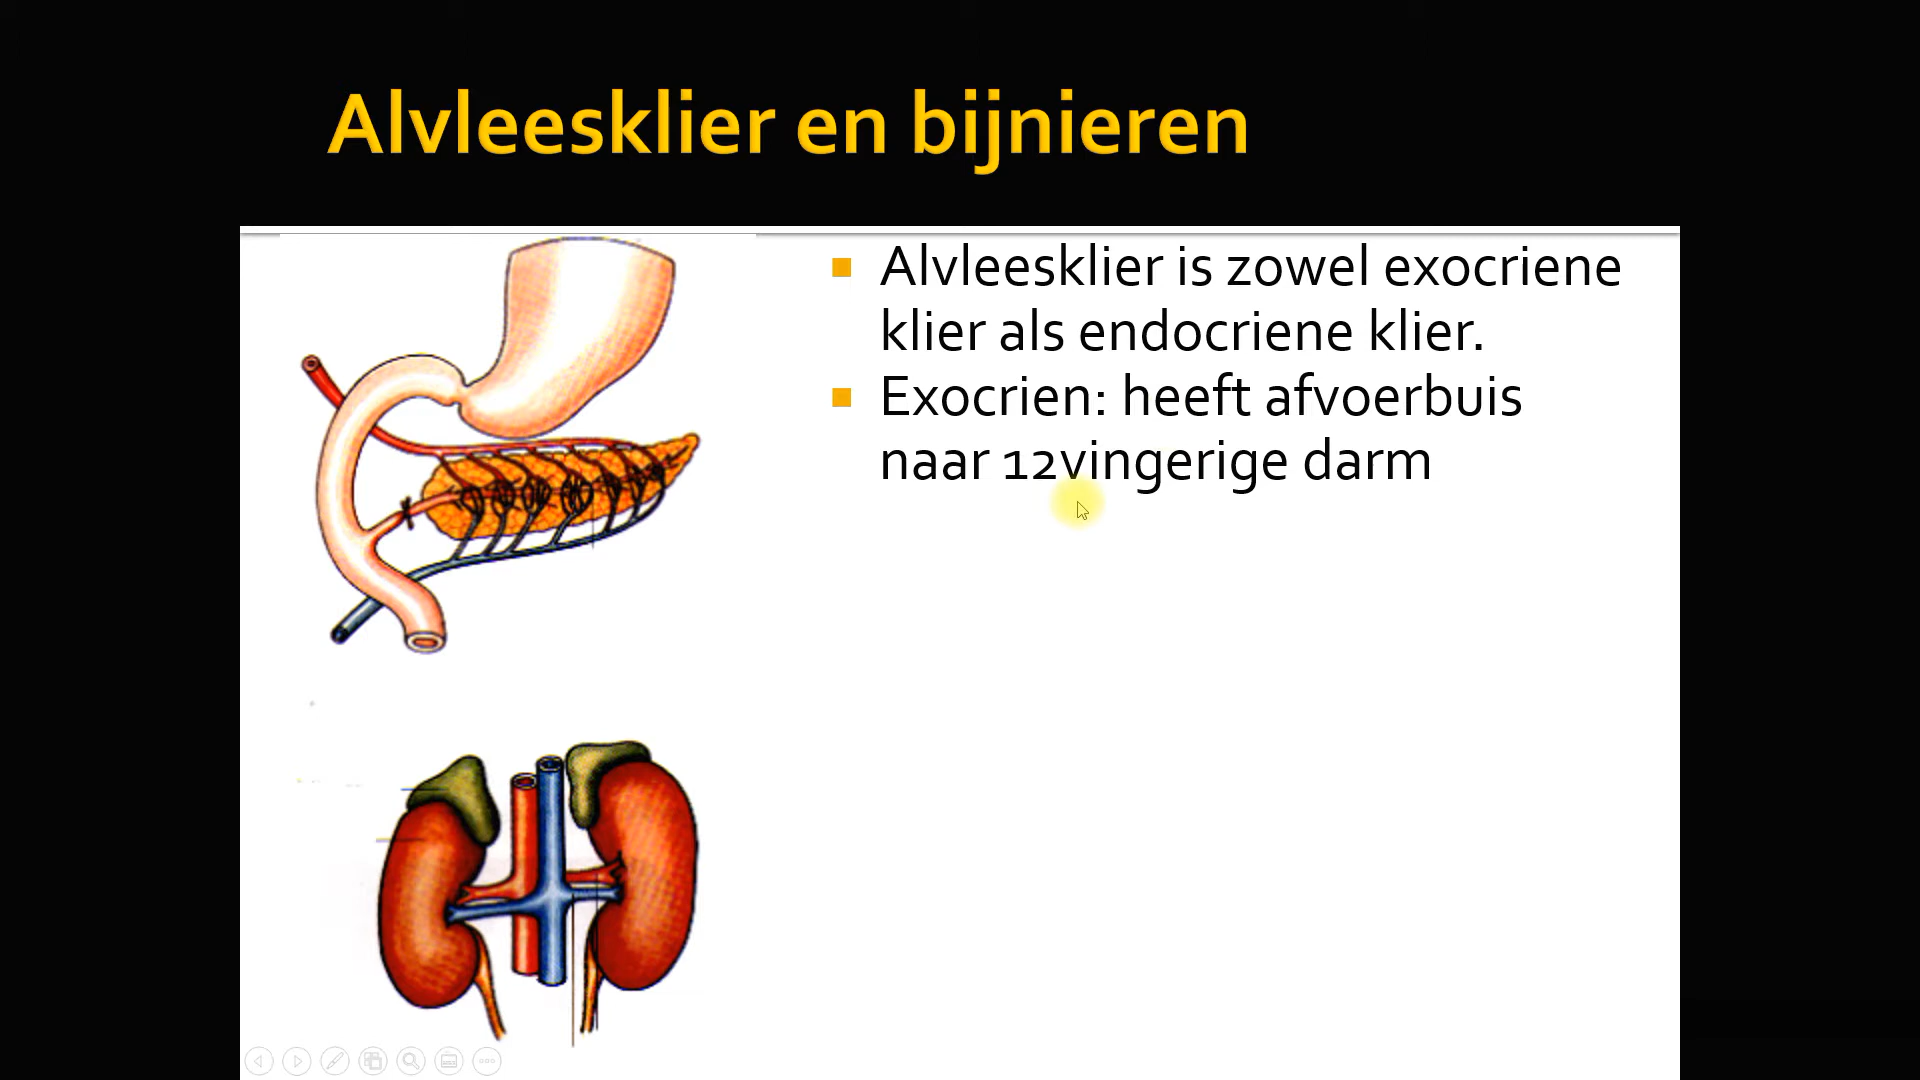 Alvleesklier en bijnieren
Alvleesklier is zowel exocriene
klier als endocriene klier.
Exocrien: heeft afvoerbuis
naar 12vingerige darm